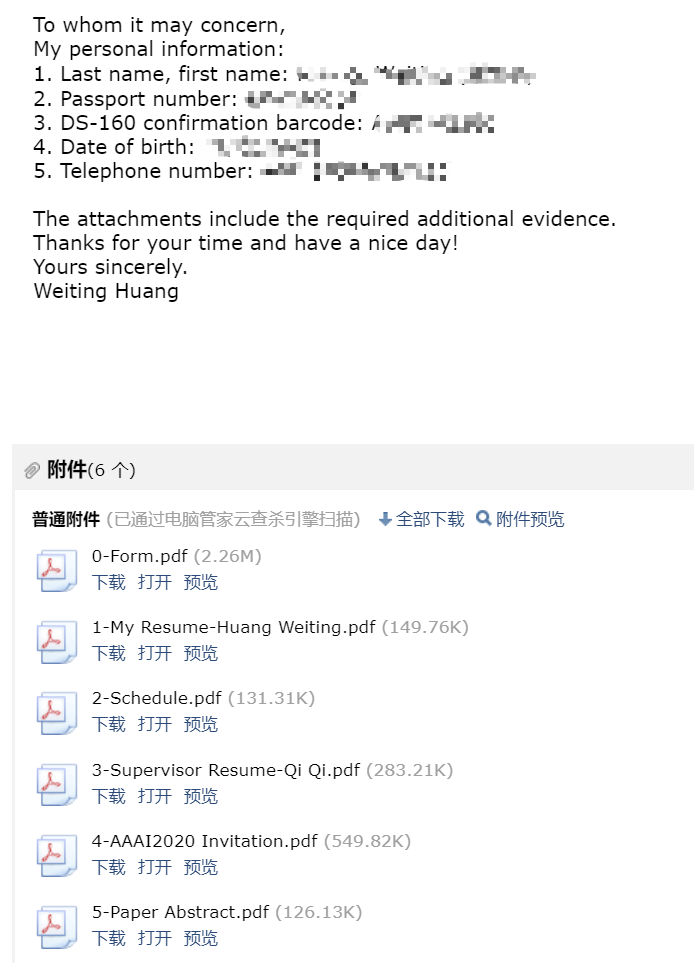 To whom it may concern,
My personal information:
1. Last name, first name:
2. Passport number:
3. DS-160 confirmation barcode:
4. Date of birth:
5. Telephone number:
The attachments include the required additional evidence.
Thanks for your time and have a nice day!
Yours sincerely.
Weiting Huang
附件(6 个)
普通附件 (已通过电脑管家云查杀引擎扫描) 全部下载 附件预览
0-Form.pdf (2.26M)
下载 打开 预览
1-My Resume-Huang Weiting.pdf (149.76K)
下载 打开 预览
2-Schedule.pdf (131.31K)
下载 打开 预览
3-Supervisor Resume-Qi Qi.pdf (283.21K)
下载 打开 预览
4-AAAI2020 Invitation.pdf (549.82K)
下载 打开 预览
5-Paper Abstract.pdf (126.13K)
下载 打开 预览